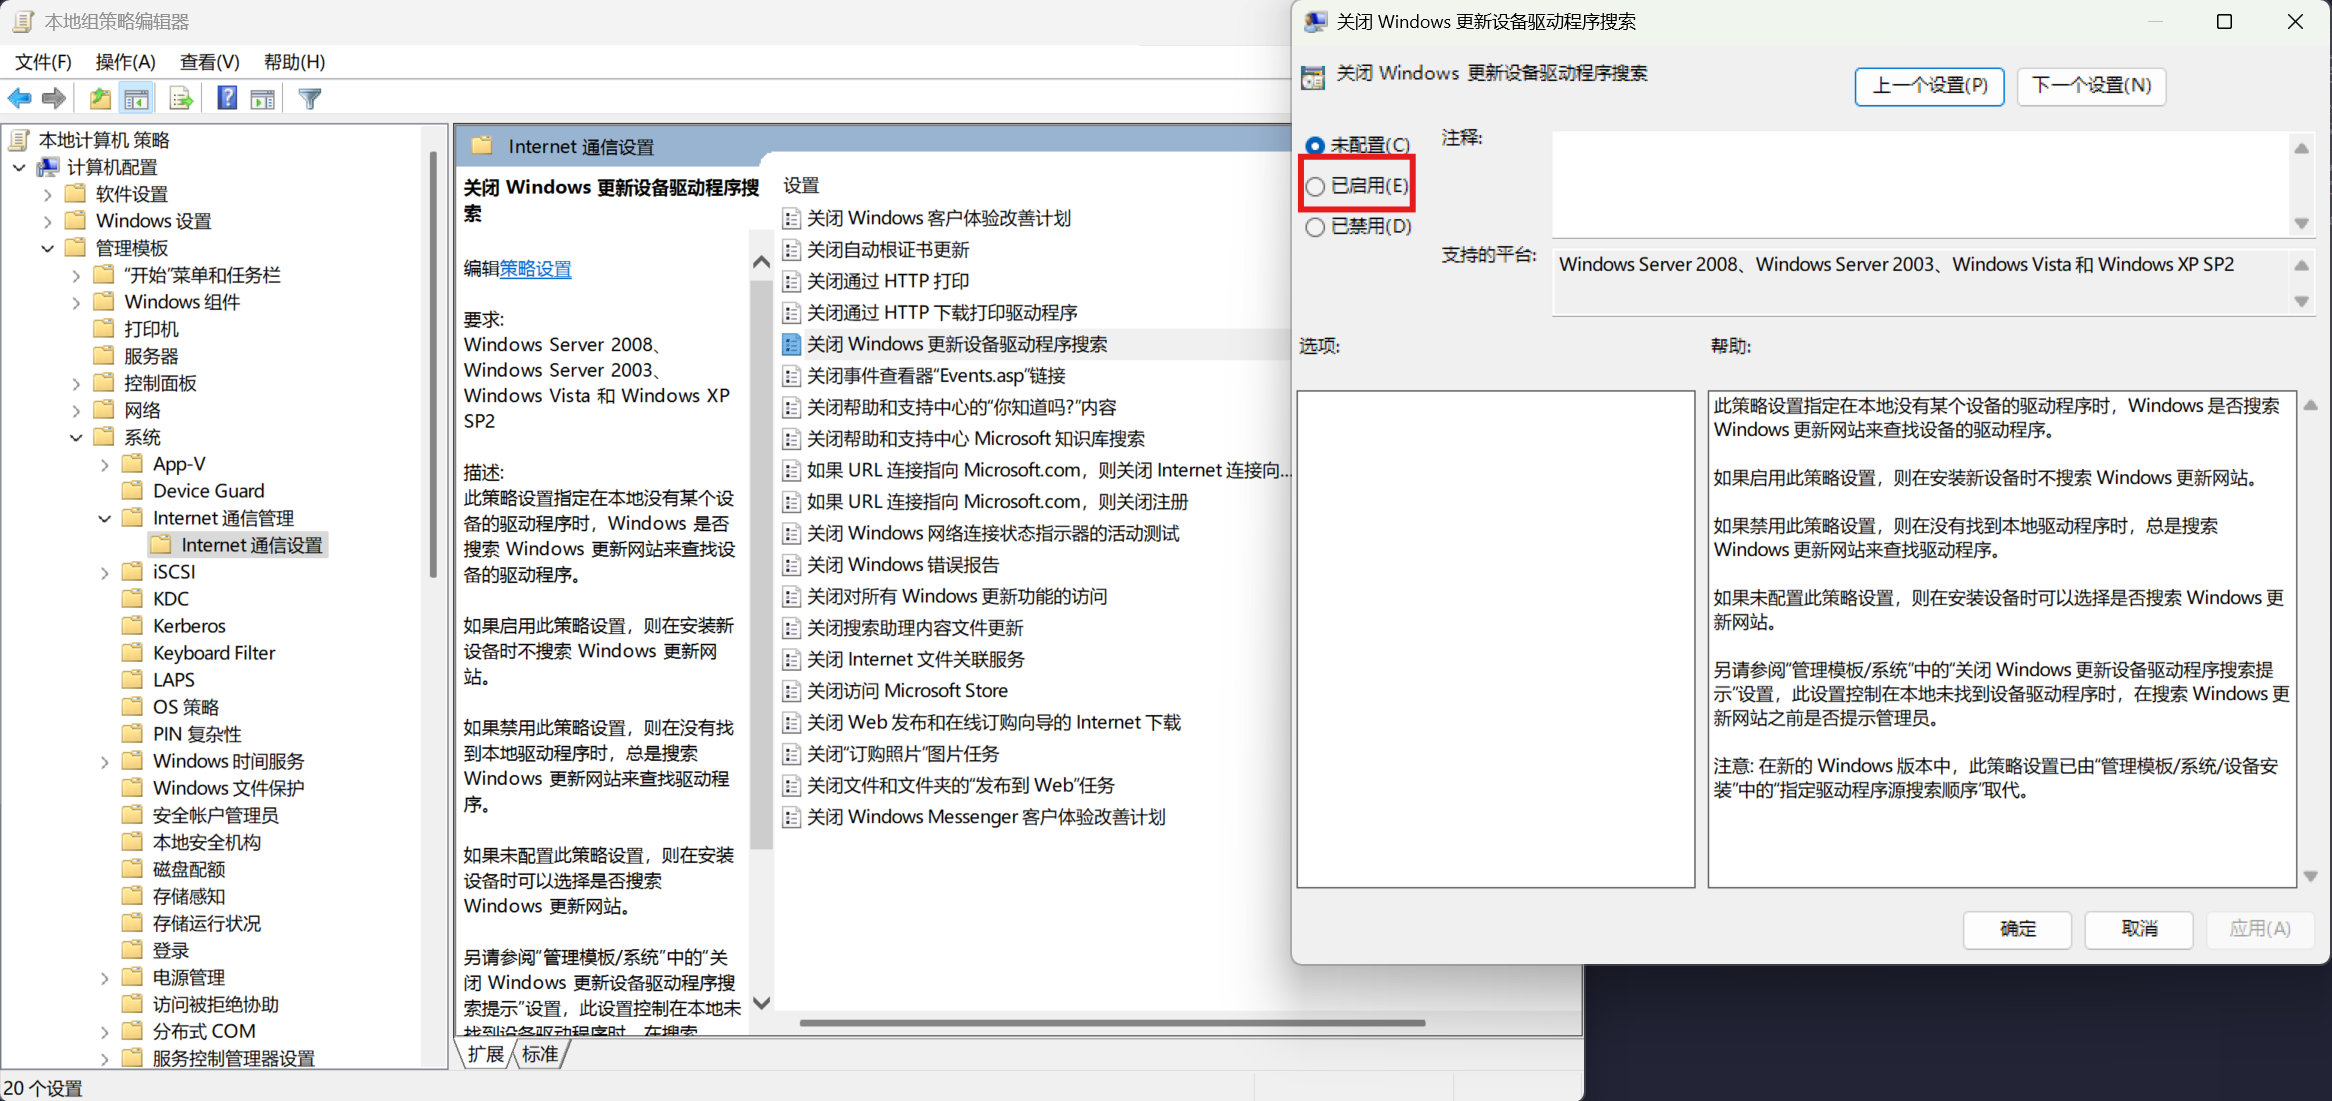 本地组策略编辑器
文件(F) 操作(A) 查看(V) 帮助(H)
本地计算机 策略
计算机配置
软件设置
Windows 设置
管理模板
“开始”菜单和任务栏
Windows 组件
打印机
服务器
控制面板
网络
系统
App-V
Device Guard
Internet 通信管理
Internet 通信设置
iSCSI
KDC
Kerberos
Keyboard Filter
LAPS
OS 策略
PIN 复杂性
Windows 时间服务
Windows 文件保护
安全帐户管理员
本地安全机构
磁盘配额
存储感知
存储运行状况
登录
电源管理
访问被拒绝协助
分布式 COM
服务控制管理器设置
20 个设置
Internet 通信设置
关闭 Windows 更新设备驱动程序搜
索
编辑策略设置
要求:
Windows Server 2008、
Windows Server 2003、
Windows Vista 和 Windows XP
SP2
描述:
此策略设置指定在本地没有某个设
备的驱动程序时，Windows 是否
搜索 Windows 更新网站来查找设
备的驱动程序。
如果启用此策略设置，则在安装新
设备时不搜索 Windows 更新网
站。
如果禁用此策略设置，则在没有找
到本地驱动程序时，总是搜索
Windows 更新网站来查找驱动程
序。
如果未配置此策略设置，则在安装
设备时可以选择是否搜索
Windows 更新网站。
另请参阅“管理模板/系统”中的“关
闭 Windows 更新设备驱动程序搜
索提示”设置，此设置控制在本地未
找到设备驱动程序时，在搜索
设置
关闭 Windows 客户体验改善计划
关闭自动根证书更新
关闭通过 HTTP 打印
关闭通过 HTTP 下载打印驱动程序
关闭 Windows 更新设备驱动程序搜索
关闭事件查看器“Events.asp”链接
关闭帮助和支持中心的“你知道吗?”内容
关闭帮助和支持中心 Microsoft 知识库搜索
如果 URL 连接指向 Microsoft.com，则关闭 Internet 连接向...
如果 URL 连接指向 Microsoft.com，则关闭注册
关闭 Windows 网络连接状态指示器的活动测试
关闭 Windows 错误报告
关闭对所有 Windows 更新功能的访问
关闭搜索助理内容文件更新
关闭 Internet 文件关联服务
关闭访问 Microsoft Store
关闭 Web 发布和在线订购向导的 Internet 下载
关闭“订购照片”图片任务
关闭文件和文件夹的“发布到 Web”任务
关闭 Windows Messenger 客户体验改善计划
扩展 标准
关闭 Windows 更新设备驱动程序搜索
关闭 Windows 更新设备驱动程序搜索
上一个设置(P) 下一个设置(N)
未配置(C)
已启用(E)
已禁用(D)
注释:
支持的平台:
Windows Server 2008、Windows Server 2003、Windows Vista 和 Windows XP SP2
选项:
帮助:
此策略设置指定在本地没有某个设备的驱动程序时，Windows 是否搜索
Windows 更新网站来查找设备的驱动程序。
如果启用此策略设置，则在安装新设备时不搜索 Windows 更新网站。
如果禁用此策略设置，则在没有找到本地驱动程序时，总是搜索
Windows 更新网站来查找驱动程序。
如果未配置此策略设置，则在安装设备时可以选择是否搜索 Windows 更
新网站。
另请参阅“管理模板/系统”中的“关闭 Windows 更新设备驱动程序搜索提
示”设置，此设置控制在本地未找到设备驱动程序时，在搜索 Windows 更
新网站之前是否提示管理员。
注意: 在新的 Windows 版本中，此策略设置已由“管理模板/系统/设备安
装”中的“指定驱动程序源搜索顺序”取代。
确定 取消 应用(A)